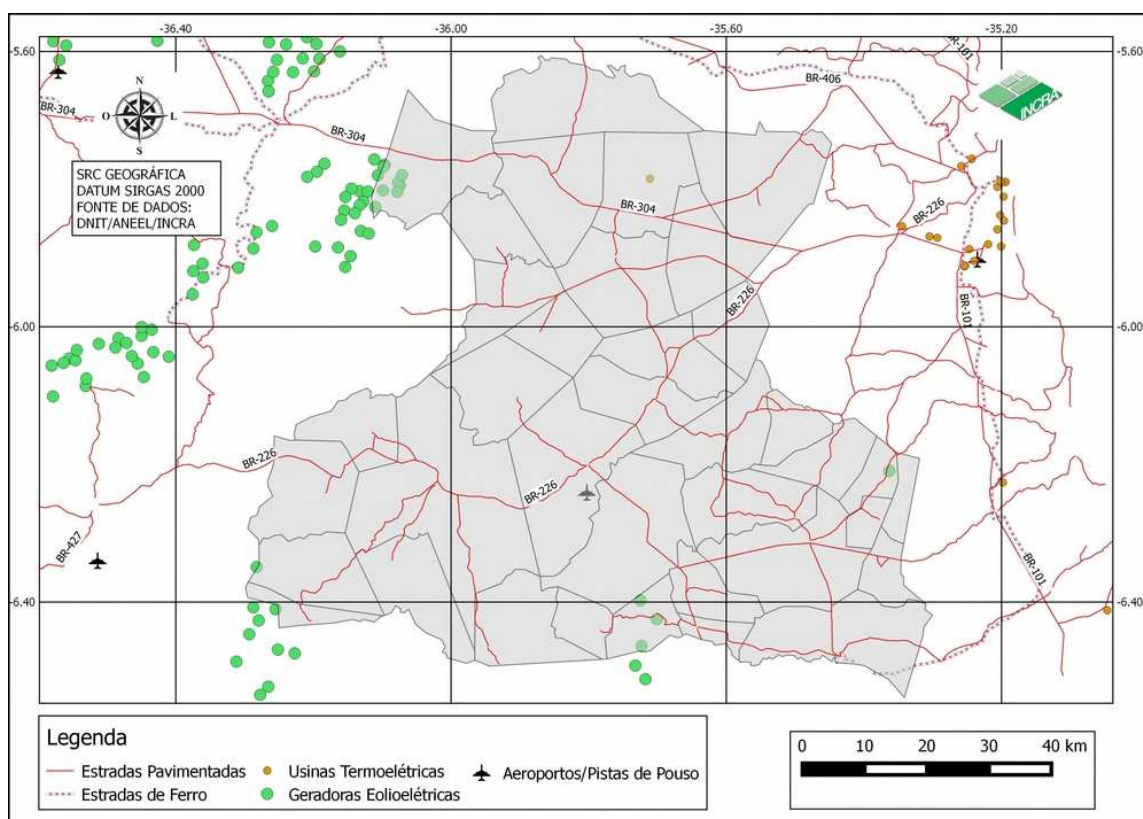 -36.40
-36.00
-35.60
-35.20
-5.60
-5.60
BR-101
BR-406
INCRA
N
O
L
S
BR-304
BR-304
SRC GEOGRÁFICA
DATUM SIRGAS 2000
FONTE DE DADOS:
DNIT/ANEEL/INCRA
BR-304
BR-226
BR-226
BR-101
-6.00
-6.00
BR-226
BR-226
BR-427
BR-101
-6.40
-6.40
Legenda
Estradas Pavimentadas
Estradas de Ferro
Usinas Termoelétricas
Geradoras Eolioelétricas
Aeroportos/Pistas de Pouso
0 10 20 30 40 km